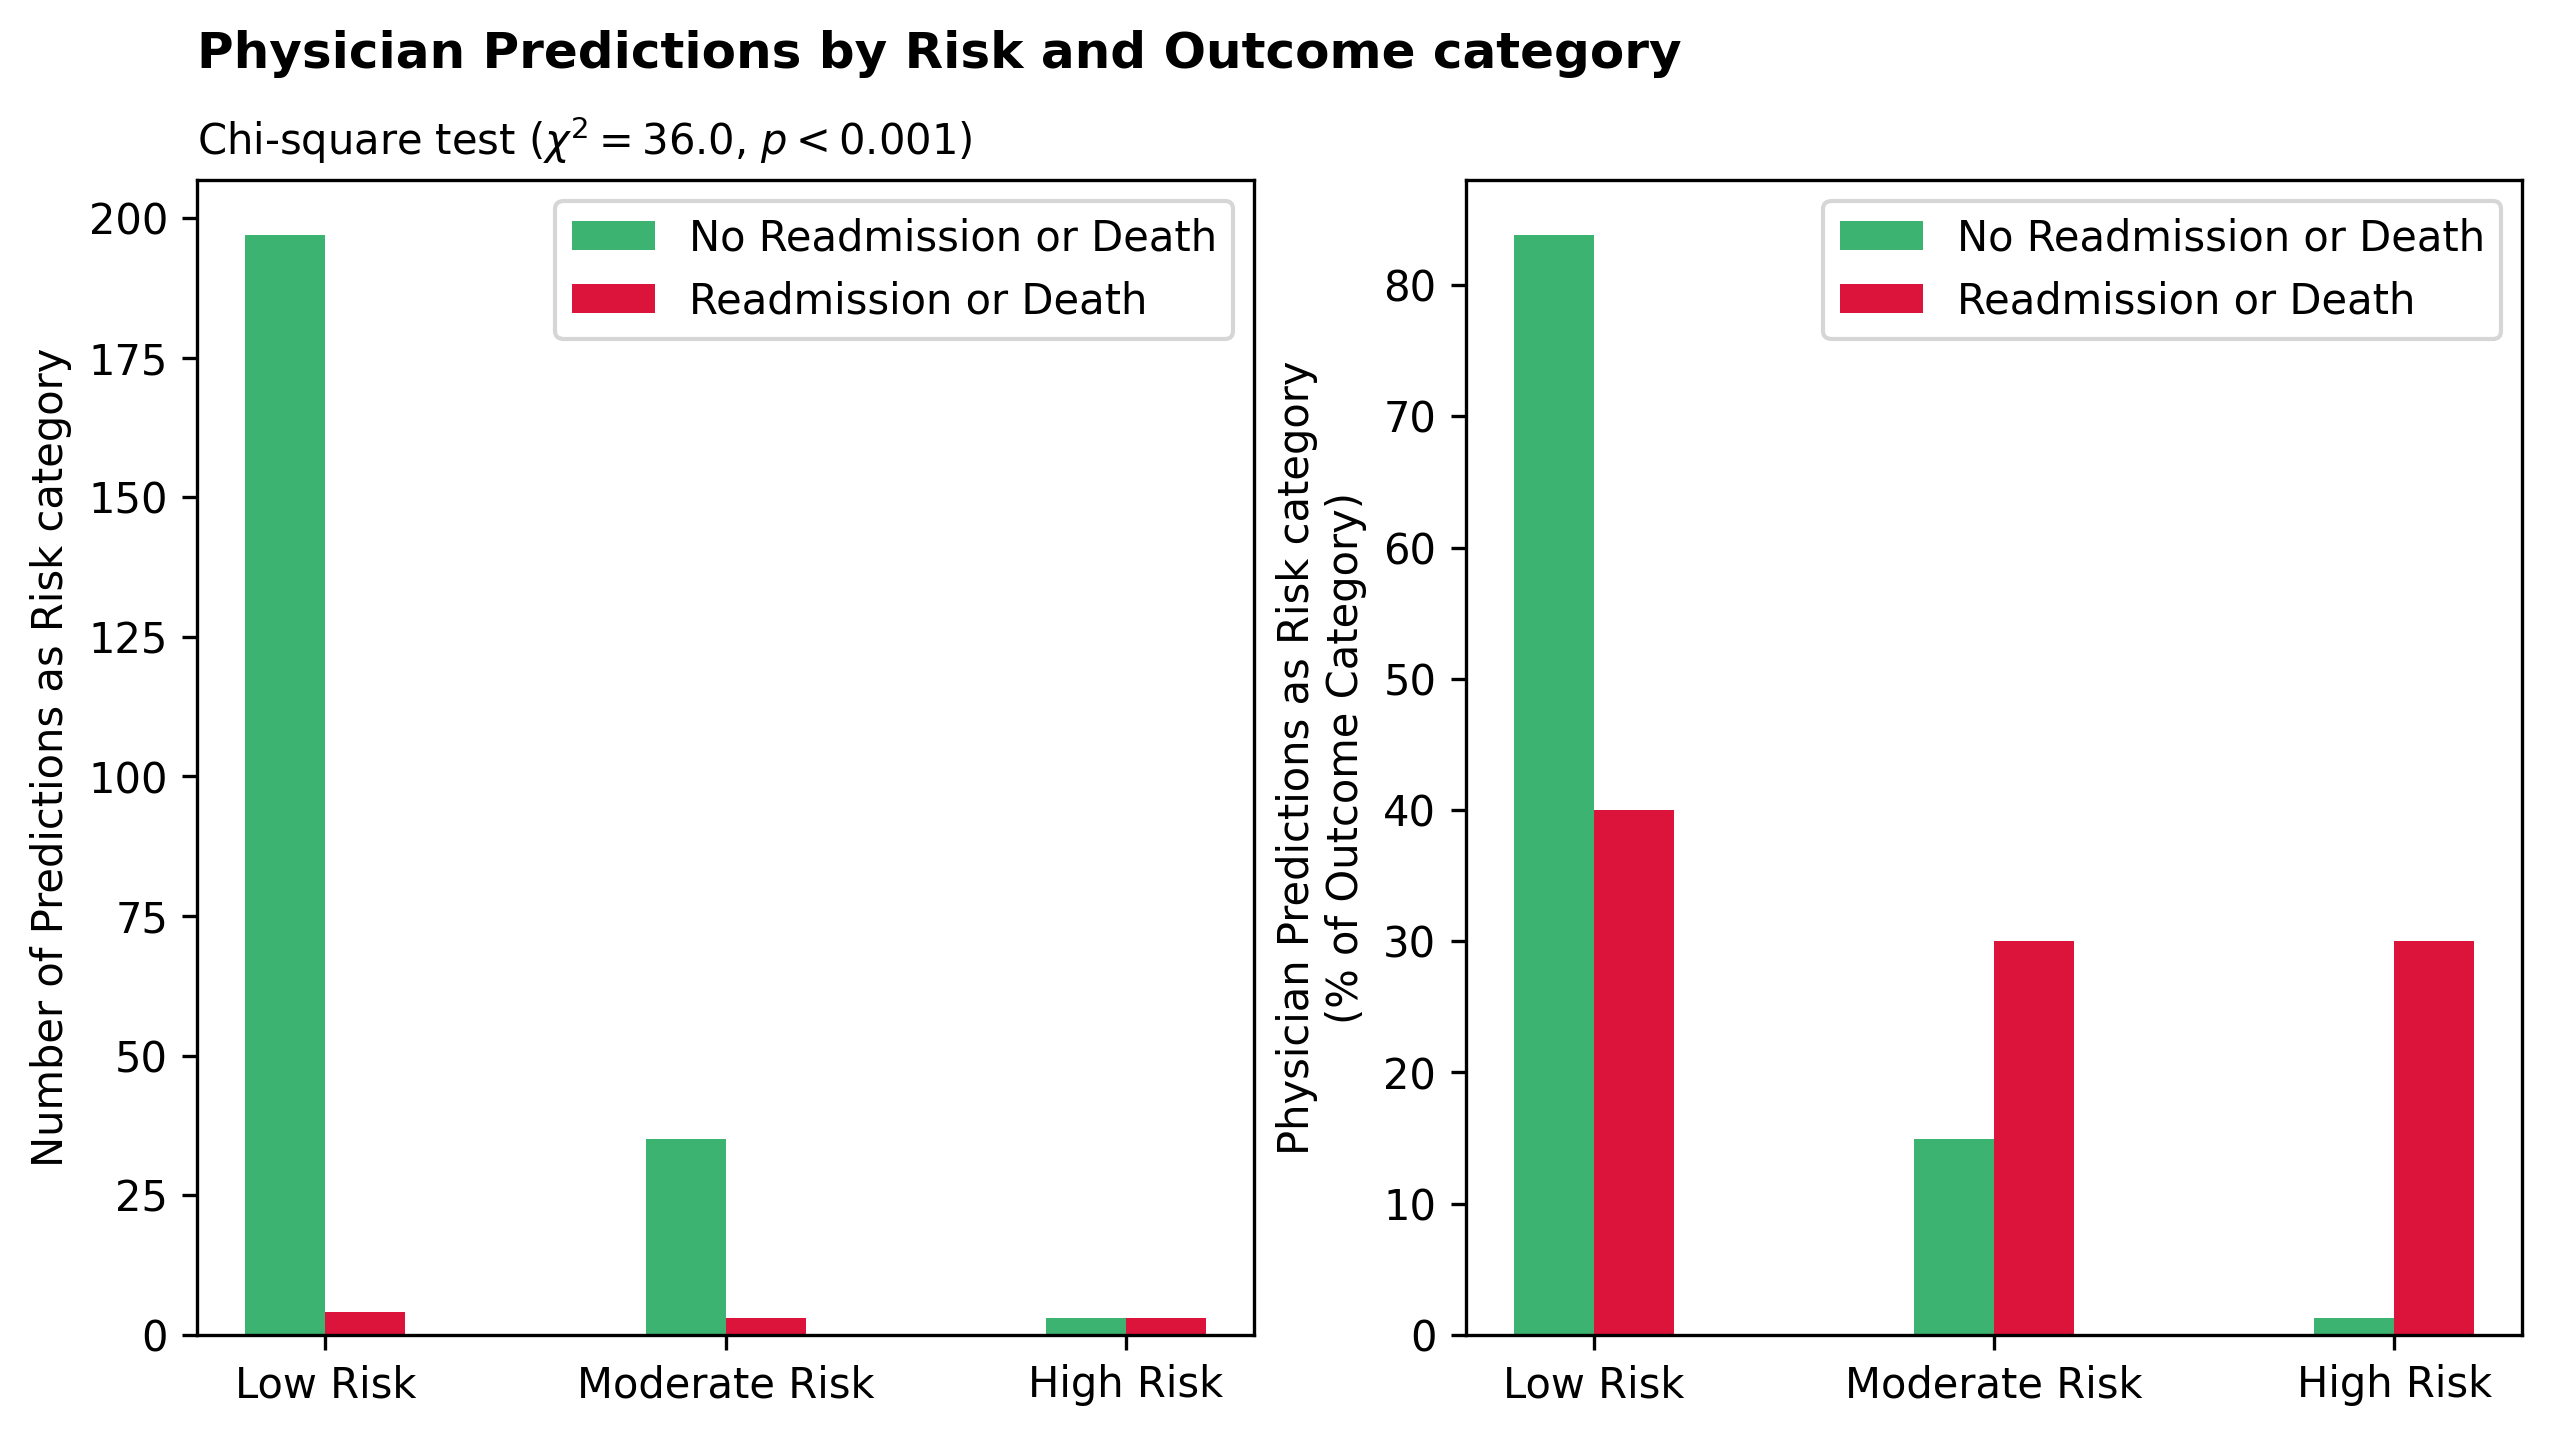 Physician Predictions by Risk and Outcome category
Chi-square test (χ² = 36.0, p < 0.001)
Number of Predictions as Risk category
200
175
150
125
100
75
50
25
0
No Readmission or Death
Readmission or Death
Low Risk
Moderate Risk
High Risk
Physician Predictions as Risk category
(% of Outcome Category)
80
70
60
50
40
30
20
10
0
No Readmission or Death
Readmission or Death
Low Risk
Moderate Risk
High Risk